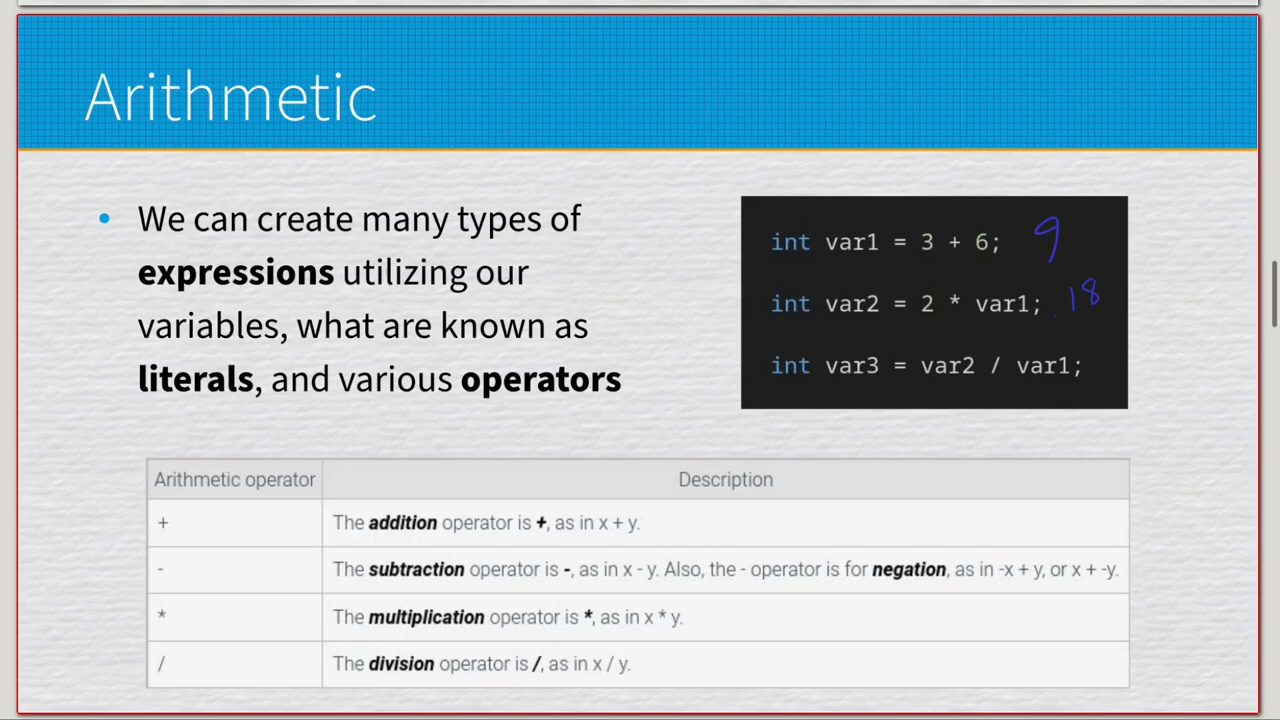 Arithmetic
• We can create many types of
expressions utilizing our
variables, what are known as
literals, and various operators
int var1 = 3 + 6; 9
int var2 = 2 * var1; 18
int var3 = var2 / var1;
Arithmetic operator Description
+ The addition operator is +, as in x + y.
- The subtraction operator is -, as in x - y. Also, the - operator is for negation, as in -x + y, or x + -y.
* The multiplication operator is *, as in x * y.
/ The division operator is /, as in x / y.